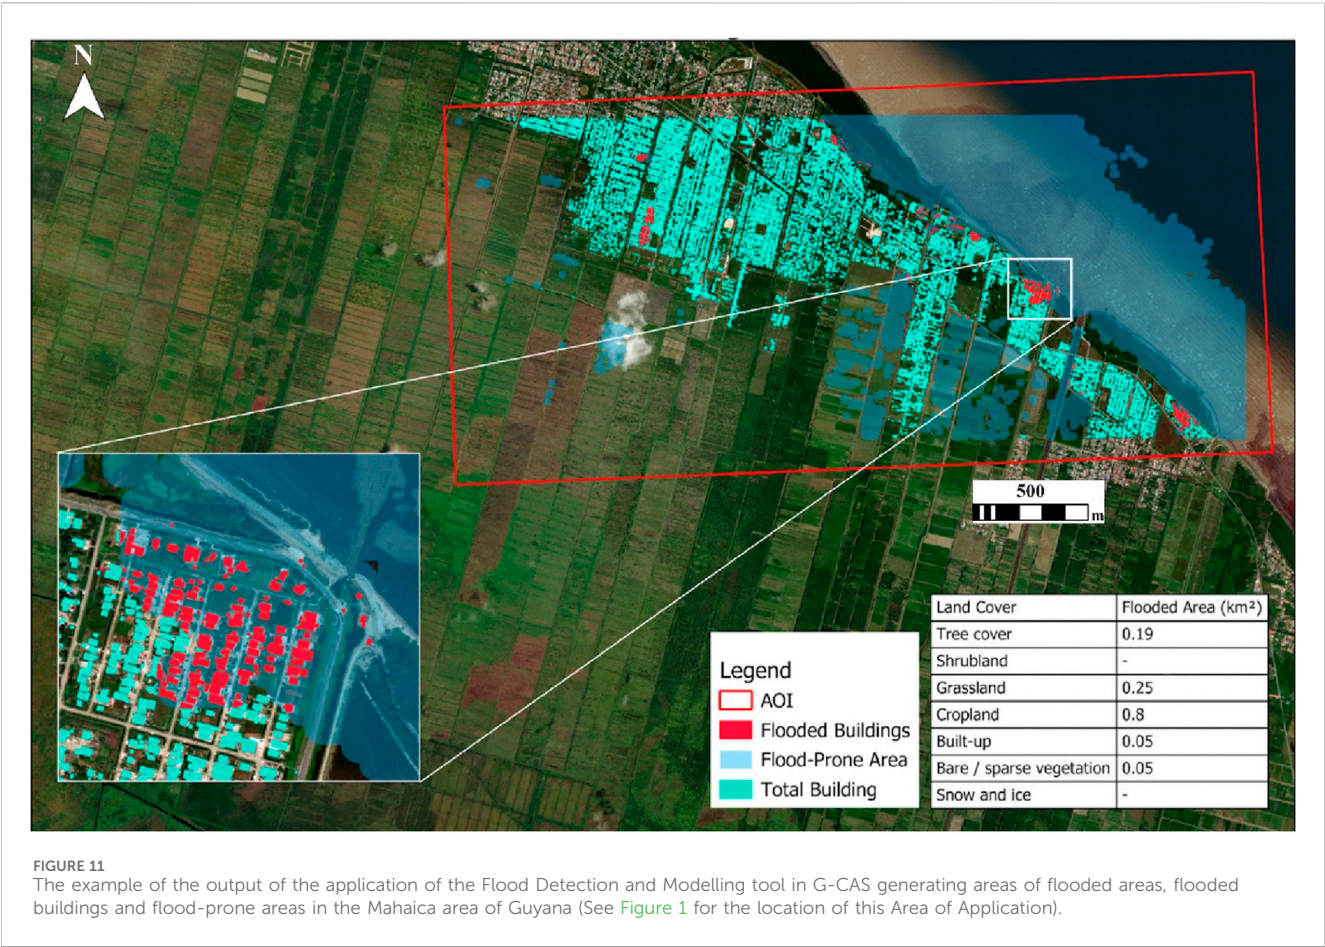 N
500
m
Legend
AOI
Flooded Buildings
Flood-Prone Area
Total Building
Land Cover Flooded Area (km²)
Tree cover 0.19
Shrubland -
Grassland 0.25
Cropland 0.8
Built-up 0.05
Bare / sparse vegetation 0.05
Snow and ice -
FIGURE 11
The example of the output of the application of the Flood Detection and Modelling tool in G-CAS generating areas of flooded areas, flooded
buildings and flood-prone areas in the Mahaica area of Guyana (See Figure 1 for the location of this Area of Application).